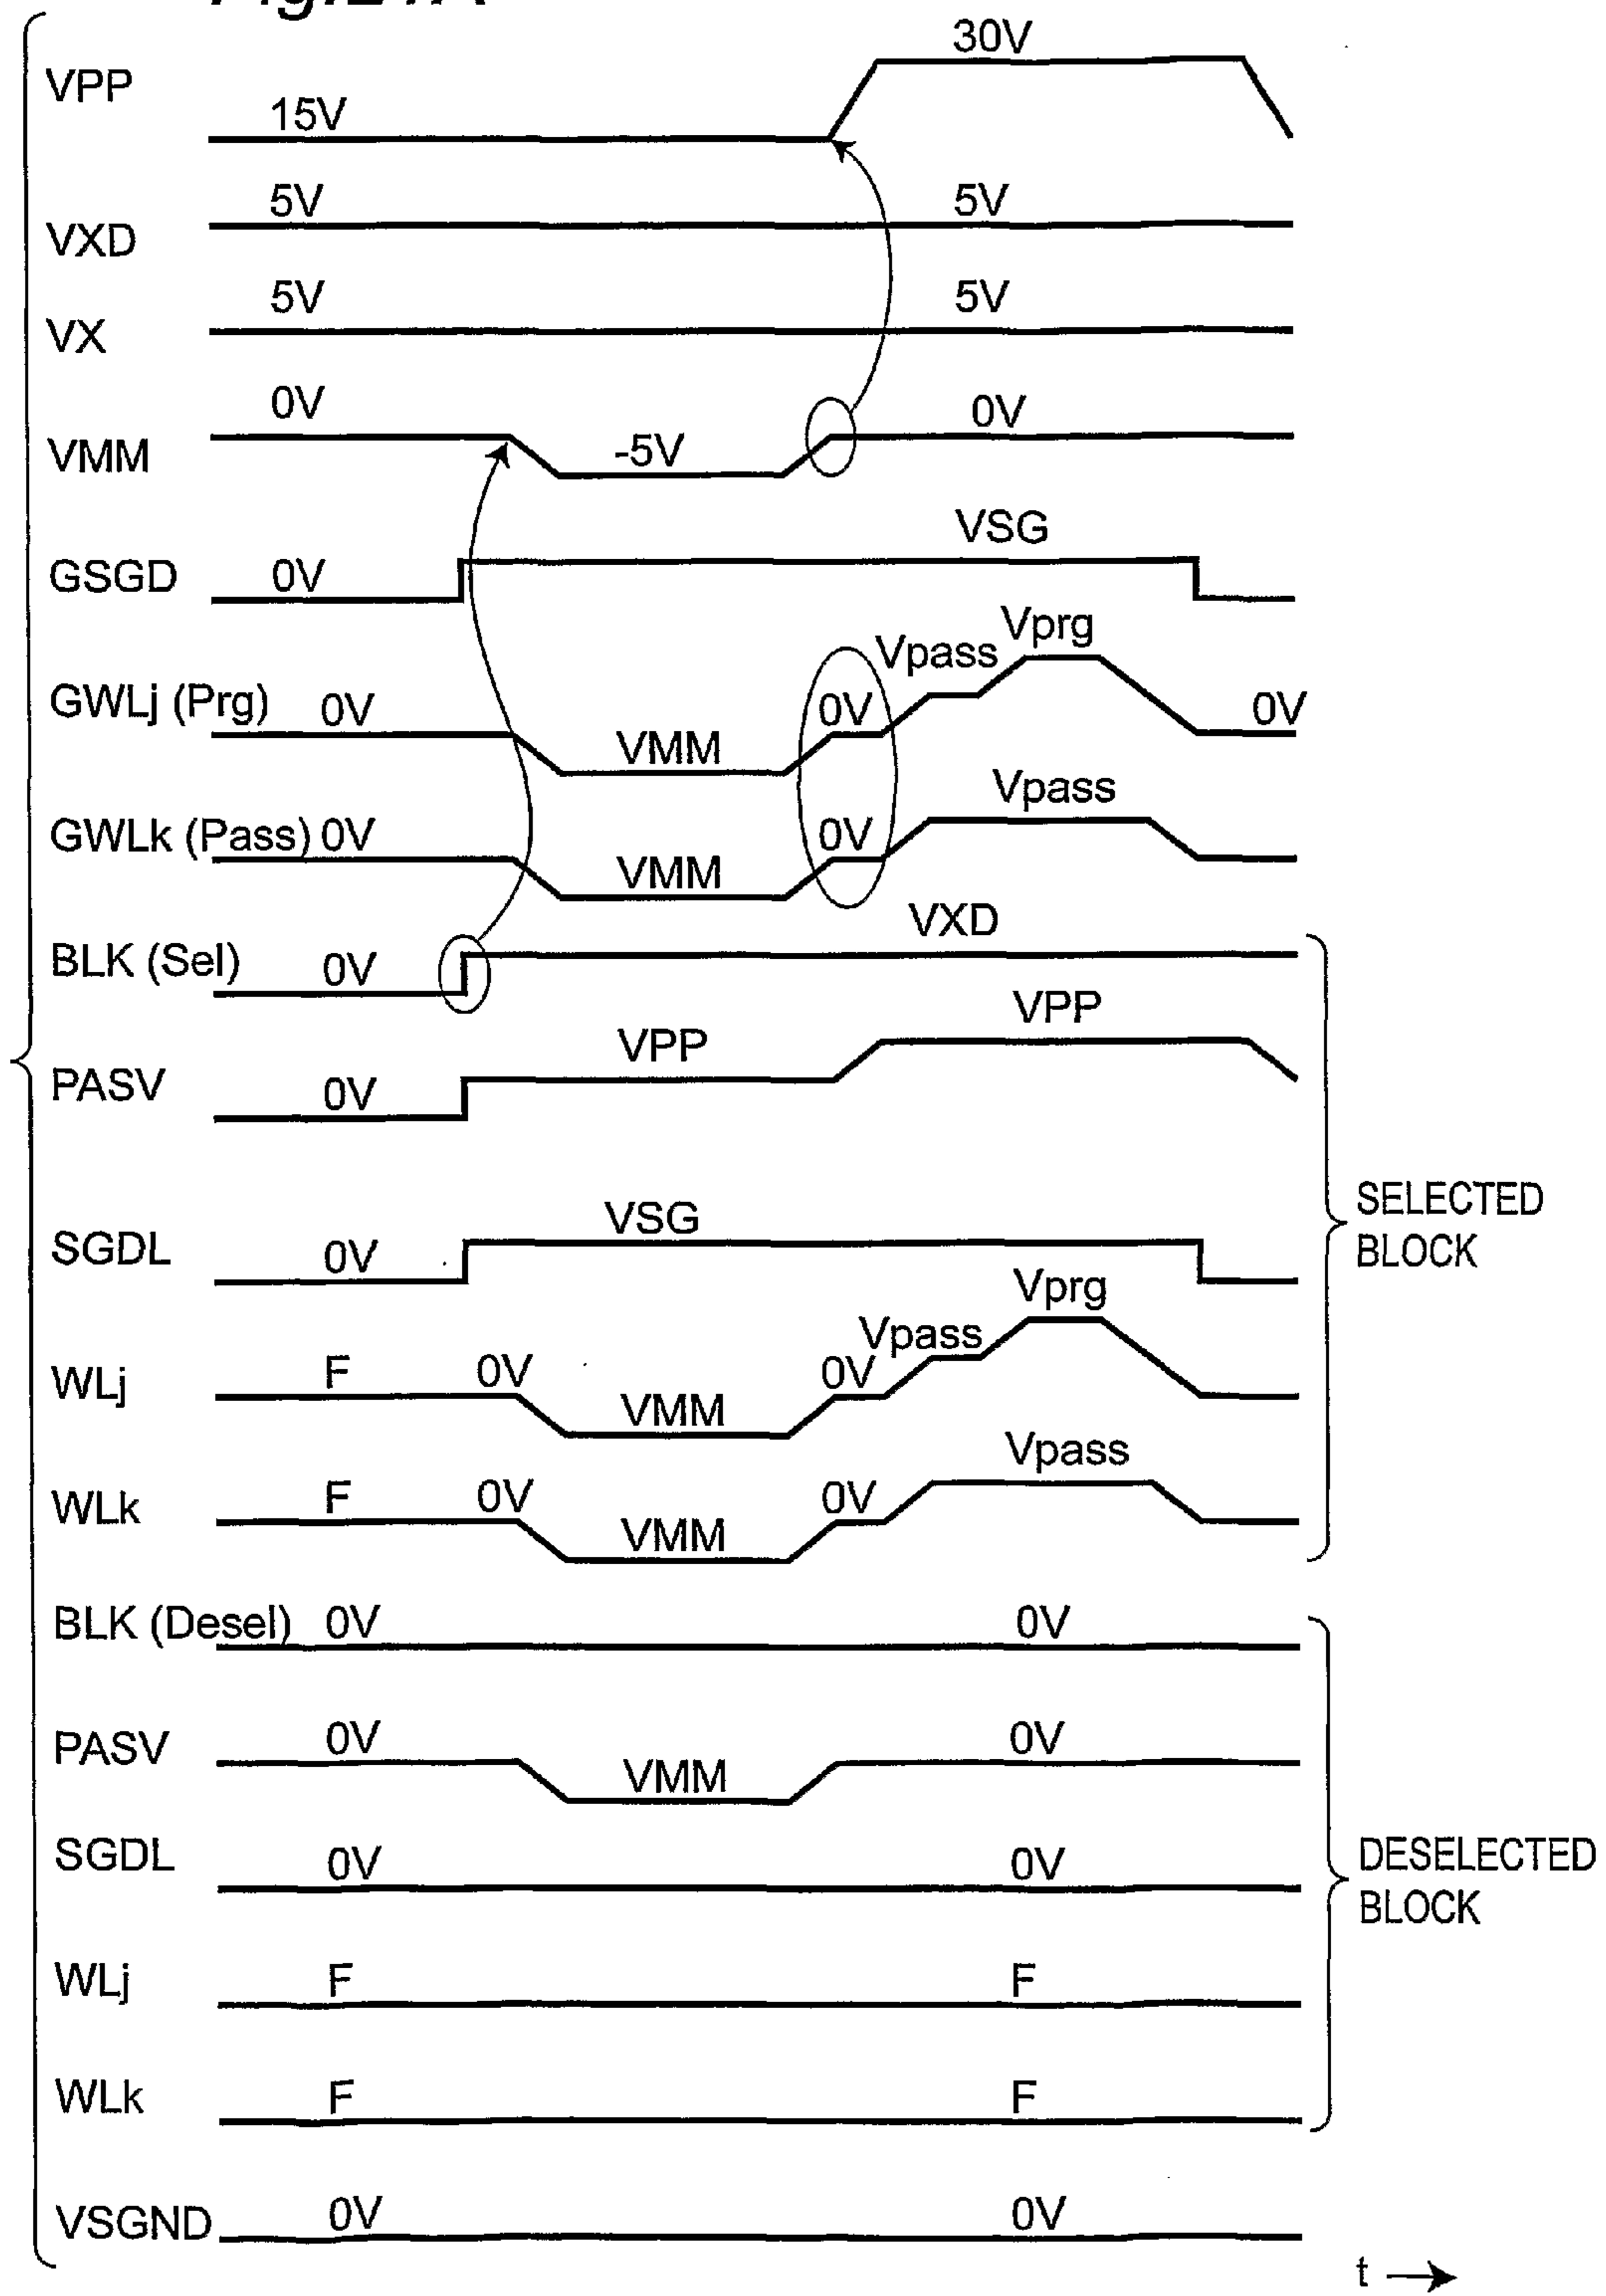 30V
VPP
15V
5V 5V
VXD
5V 5V
VX
0V 0V
VMM -5V
VSG
GSGD 0V
Vprg
Vpass
GWLj (Prg) 0V 0V 0V
VMM
Vpass
GWLk (Pass) 0V 0V
VMM
VXD
BLK (Sel) 0V
VPP
VPP
PASV 0V
VSG
SGDL 0V
SELECTED
BLOCK
Vprg
Vpass
WLj F 0V 0V
VMM
Vpass
WLk F 0V 0V
VMM
BLK (Desel) 0V 0V
PASV 0V 0V
VMM
SGDL 0V 0V
DESELECTED
BLOCK
WLj F F
WLk F F
VSGND 0V 0V
t